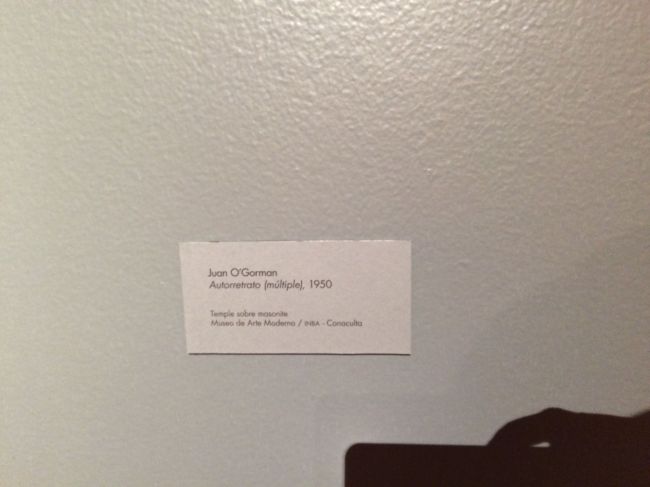 Juan O'Gorman
Autorretrato (múltiple), 1950
Temple sobre masonite
Museo de Arte Moderno / INBA - Conaculta